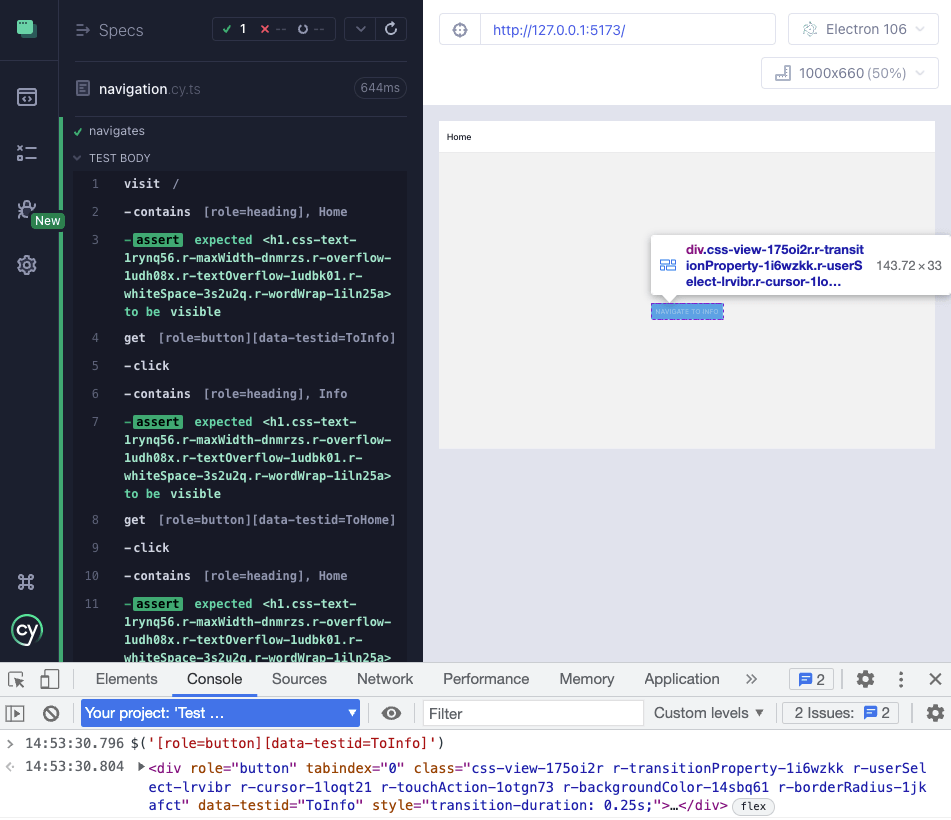 Specs
1 -- --
navigation.cy.ts
644ms
navigates
TEST BODY
1 visit /
2 -contains [role=heading], Home
3 -assert expected <h1.css-text-
1rynq56.r-maxWidth-dnmrzs.r-overflow-
1udh08x.r-textOverflow-1udbk01.r-
whiteSpace-3s2u2q.r-wordWrap-1iln25a>
to be visible
4 get [role=button][data-testid=ToInfo]
5 -click
6 -contains [role=heading], Info
7 -assert expected <h1.css-text-
1rynq56.r-maxWidth-dnmrzs.r-overflow-
1udh08x.r-textOverflow-1udbk01.r-
whiteSpace-3s2u2q.r-wordWrap-1iln25a>
to be visible
8 get [role=button][data-testid=ToHome]
9 -click
10 -contains [role=heading], Home
11 -assert expected <h1.css-text-
1rynq56.r-maxWidth-dnmrzs.r-overflow-
1udh08x.r-textOverflow-1udbk01.r-
whiteSpace-3s2u2q.r-wordWrap-1iln25a>
New
cy
http://127.0.0.1:5173/
Electron 106
1000x660 (50%)
Home
div.css-view-175oi2r.r-transit
ionProperty-1i6wzkk.r-userS
elect-lrvibr.r-cursor-1lo...
143.72 × 33
NAVIGATE TO INFO
Elements Console Sources Network Performance Memory Application » 2
Your project: 'Test ... Filter Custom levels 2 Issues: 2
14:53:30.796 $('[role=button][data-testid=ToInfo]')
14:53:30.804 <div role="button" tabindex="0" class="css-view-175oi2r r-transitionProperty-1i6wzkk r-userSel
ect-lrvibr r-cursor-1loqt21 r-touchAction-1otgn73 r-backgroundColor-14sbq61 r-borderRadius-1jk
afct" data-testid="ToInfo" style="transition-duration: 0.25s;">…</div> flex